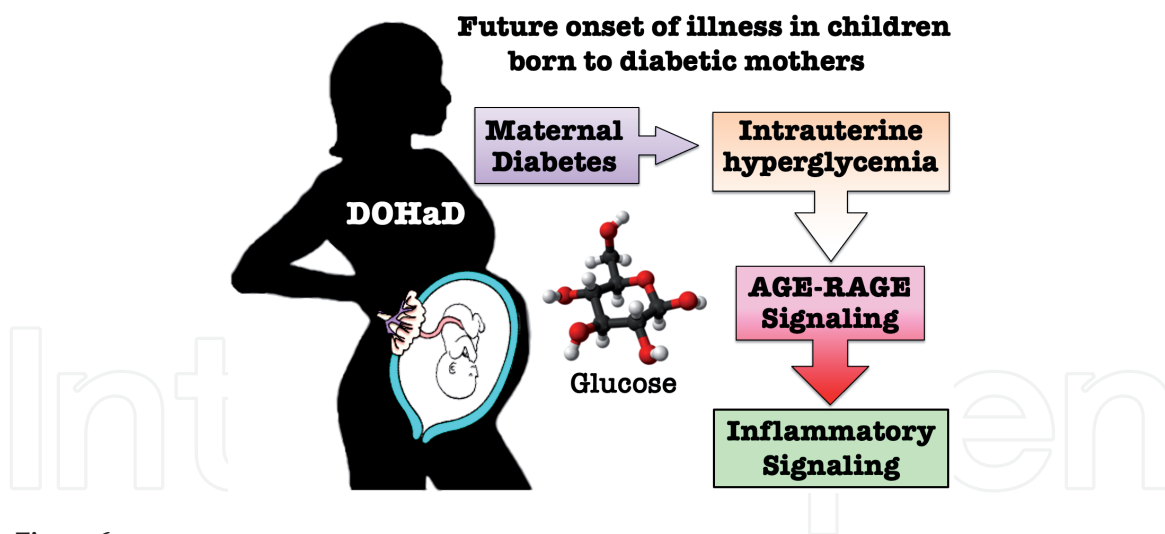 Future onset of illness in children
born to diabetic mothers
Maternal
Diabetes
Intrauterine
hyperglycemia
DOHaD
AGE-RAGE
Signaling
Glucose
Inflammatory
Signaling